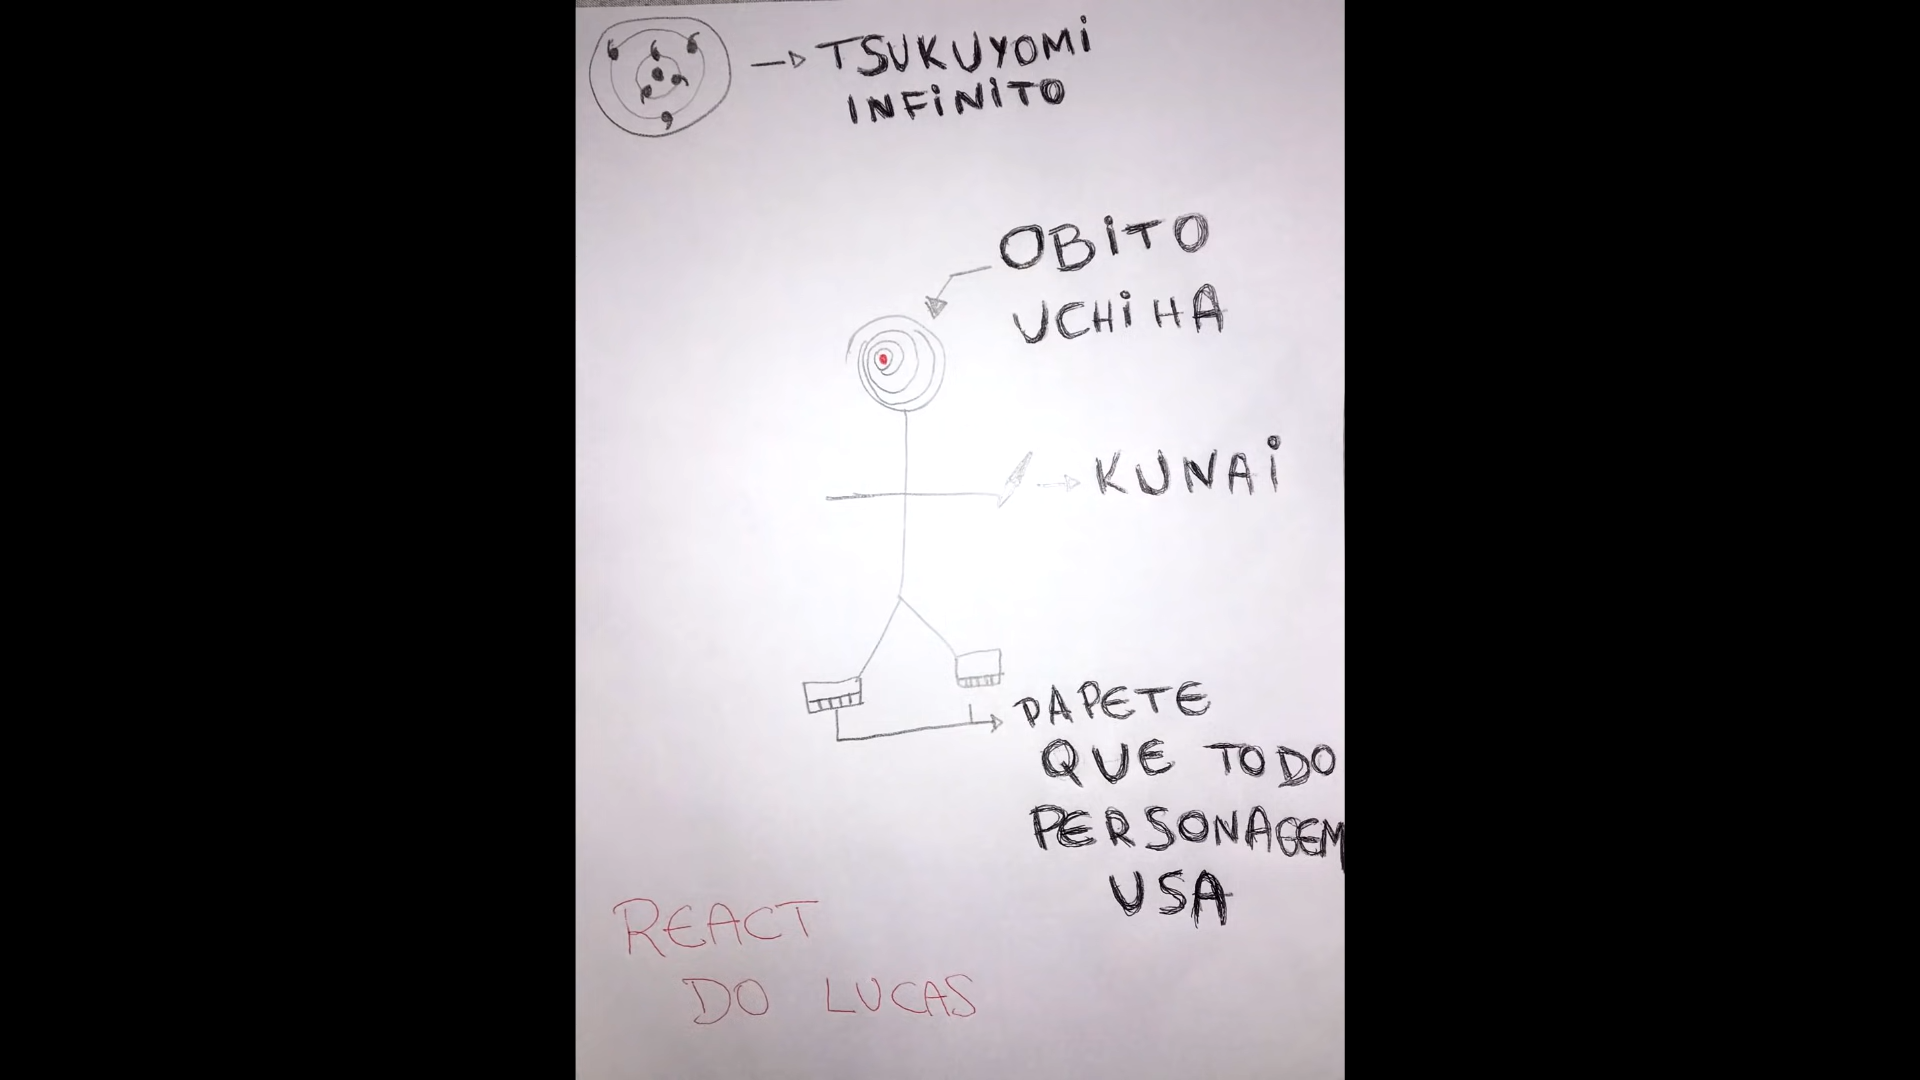 TSUKUYOMI
INFINITO
OBITO
UCHIHA
KUNAI
PAPETE
QUE TODO
PERSONAGEM
USA
REACT
DO LUCAS